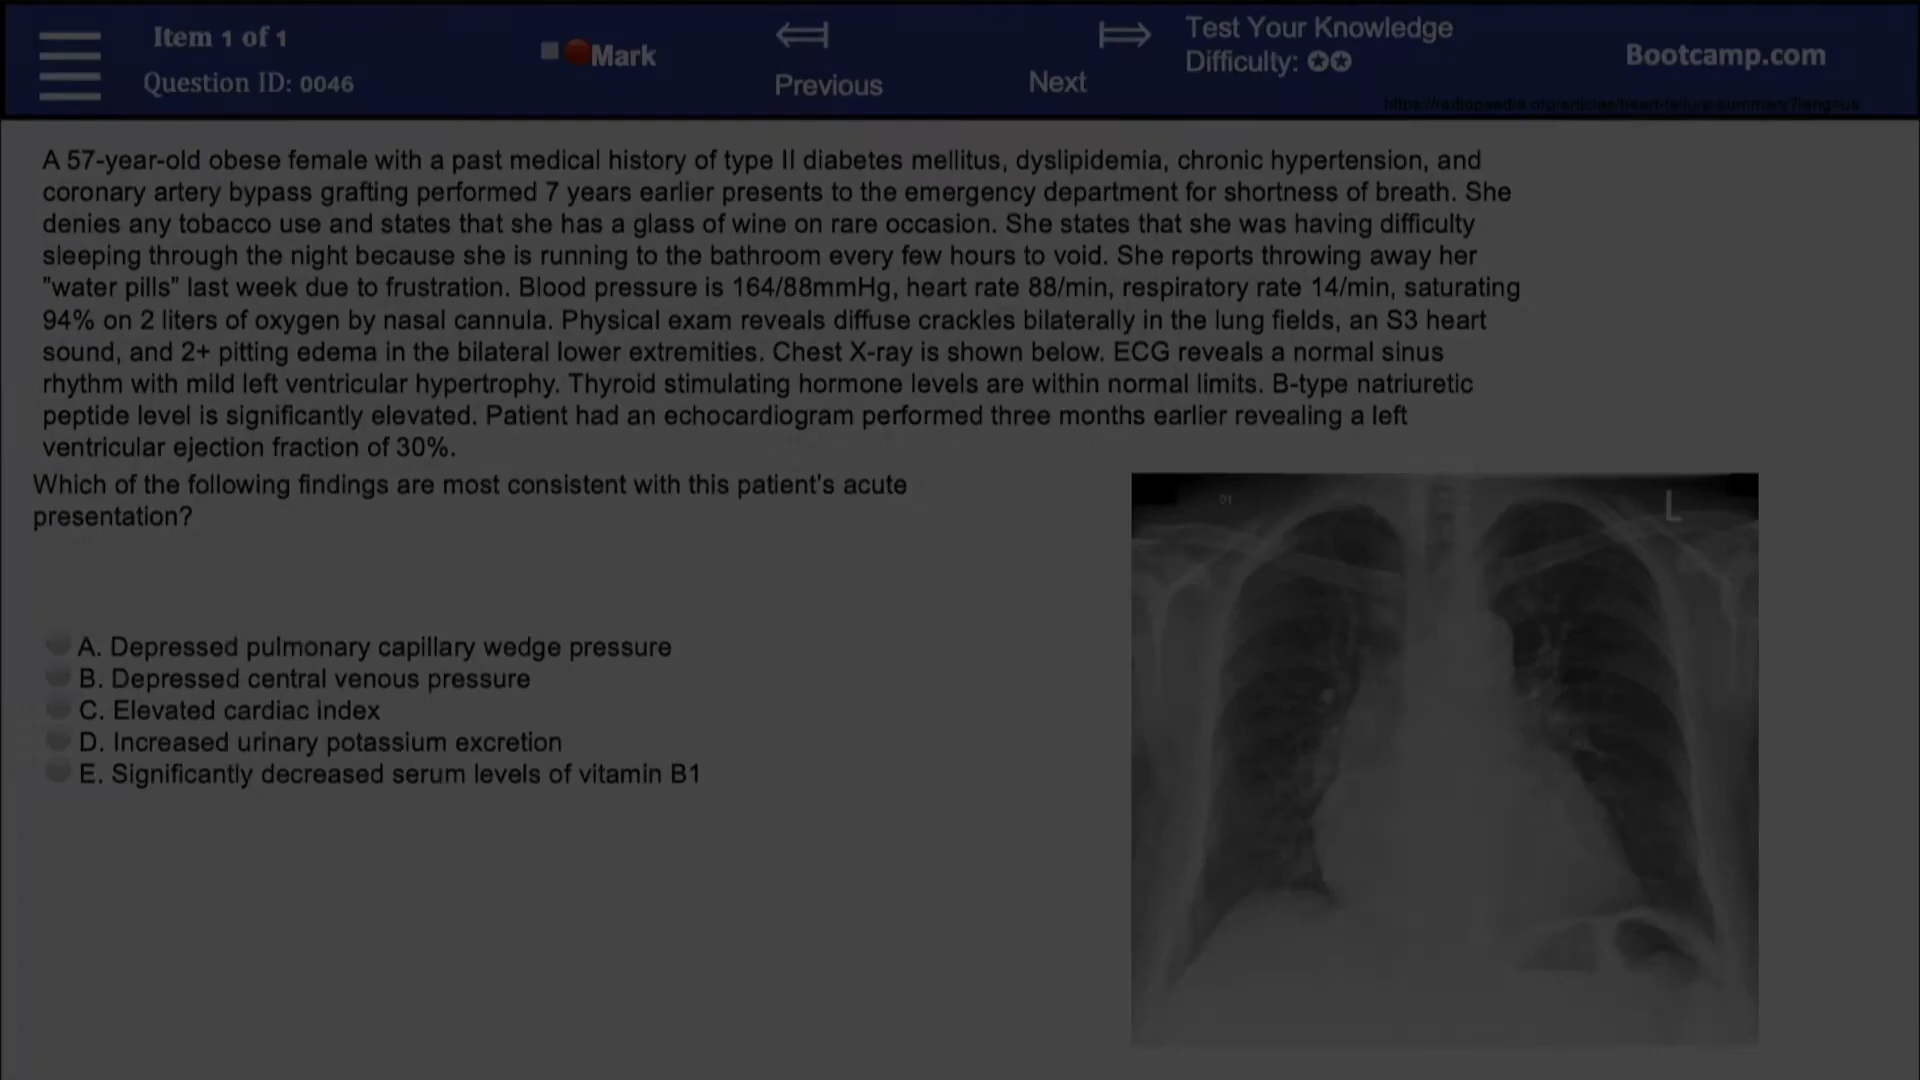 Item 1 of 1
Question ID: 0046
Mark
Previous
Next
Test Your Knowledge
Difficulty:
Bootcamp.com
https://radiopaedia.org/articles/heart-failure-summary?lang=us
A 57-year-old obese female with a past medical history of type II diabetes mellitus, dyslipidemia, chronic hypertension, and
coronary artery bypass grafting performed 7 years earlier presents to the emergency department for shortness of breath. She
denies any tobacco use and states that she has a glass of wine on rare occasion. She states that she was having difficulty
sleeping through the night because she is running to the bathroom every few hours to void. She reports throwing away her
"water pills" last week due to frustration. Blood pressure is 164/88mmHg, heart rate 88/min, respiratory rate 14/min, saturating
94% on 2 liters of oxygen by nasal cannula. Physical exam reveals diffuse crackles bilaterally in the lung fields, an S3 heart
sound, and 2+ pitting edema in the bilateral lower extremities. Chest X-ray is shown below. ECG reveals a normal sinus
rhythm with mild left ventricular hypertrophy. Thyroid stimulating hormone levels are within normal limits. B-type natriuretic
peptide level is significantly elevated. Patient had an echocardiogram performed three months earlier revealing a left
ventricular ejection fraction of 30%.
Which of the following findings are most consistent with this patient's acute
presentation?
A. Depressed pulmonary capillary wedge pressure
B. Depressed central venous pressure
C. Elevated cardiac index
D. Increased urinary potassium excretion
E. Significantly decreased serum levels of vitamin B1
L